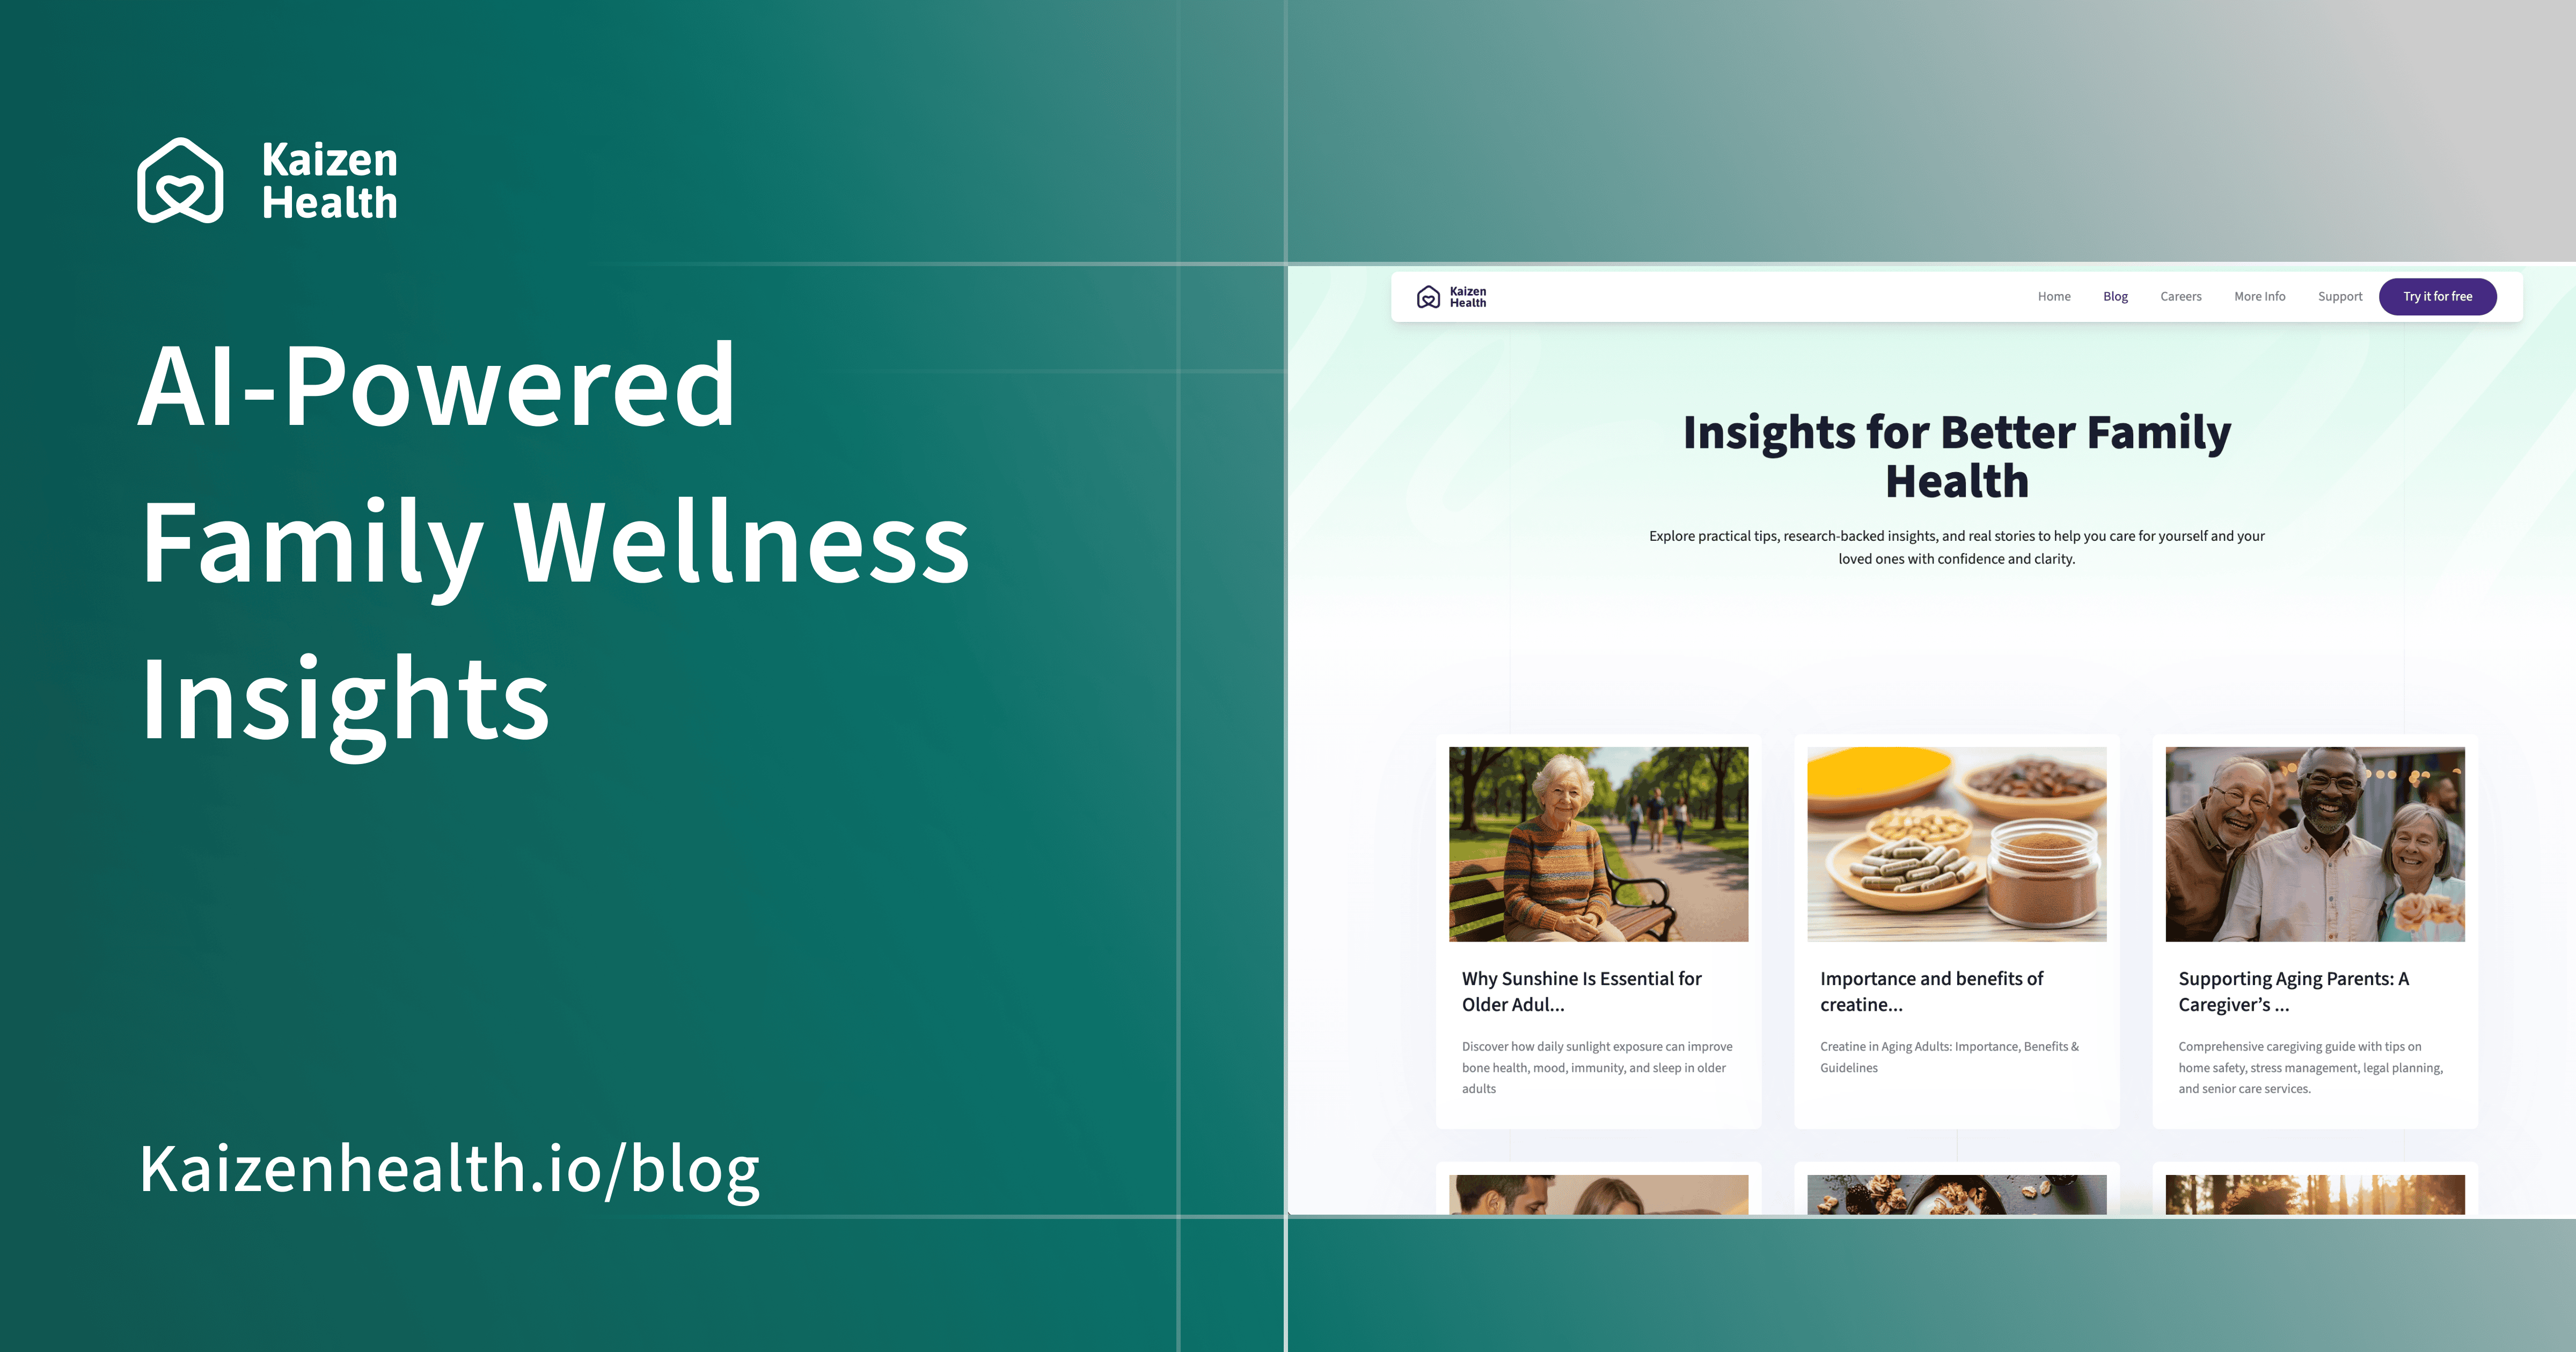 Kaizen
Health
AI-Powered
Family Wellness
Insights
Kaizenhealth.io/blog
Kaizen
Health
Home
Blog
Careers
More Info
Support
Try it for free
Insights for Better Family
Health
Explore practical tips, research-backed insights, and real stories to help you care for yourself and your
loved ones with confidence and clarity.
Why Sunshine Is Essential for
Older Adul...
Discover how daily sunlight exposure can improve
bone health, mood, immunity, and sleep in older
adults
Importance and benefits of
creatine...
Creatine in Aging Adults: Importance, Benefits &
Guidelines
Supporting Aging Parents: A
Caregiver’s ...
Comprehensive caregiving guide with tips on
home safety, stress management, legal planning,
and senior care services.